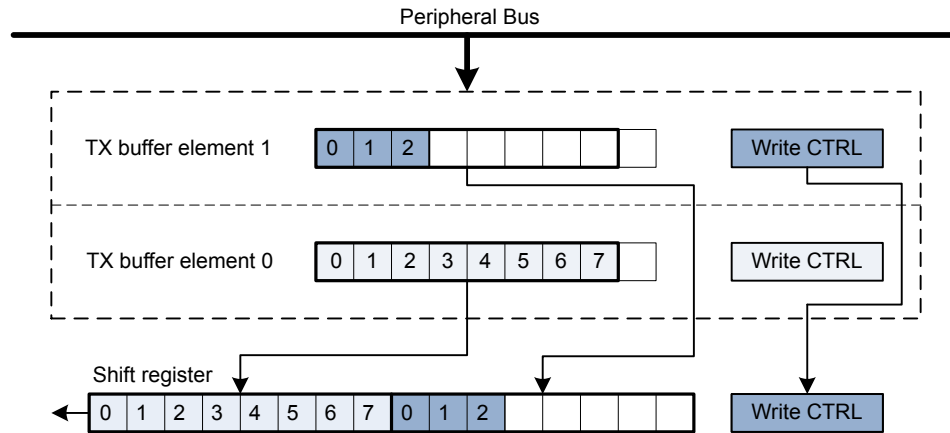 Peripheral Bus
TX buffer element 1 0 1 2 Write CTRL
TX buffer element 0 0 1 2 3 4 5 6 7 Write CTRL
Shift register
0 1 2 3 4 5 6 7 0 1 2 Write CTRL